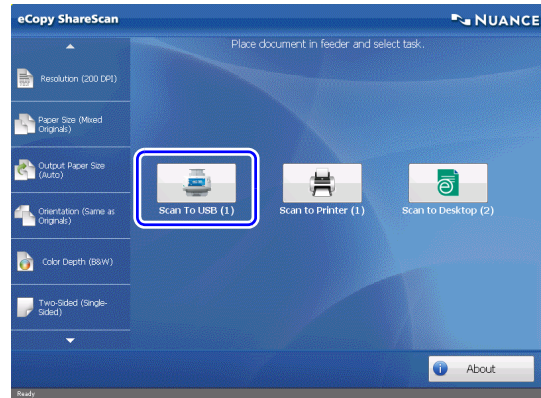 eCopy ShareScan
NUANCE
Place document in feeder and select task.
Resolution (200 DPI)
Paper Size (Mixed
Originals)
Output Paper Size
(Auto)
Orientation (Same as
Originals)
Color Depth (B&W)
Two-Sided (Single-
Sided)
Scan To USB (1)
Scan to Printer (1)
Scan to Desktop (2)
About
Ready